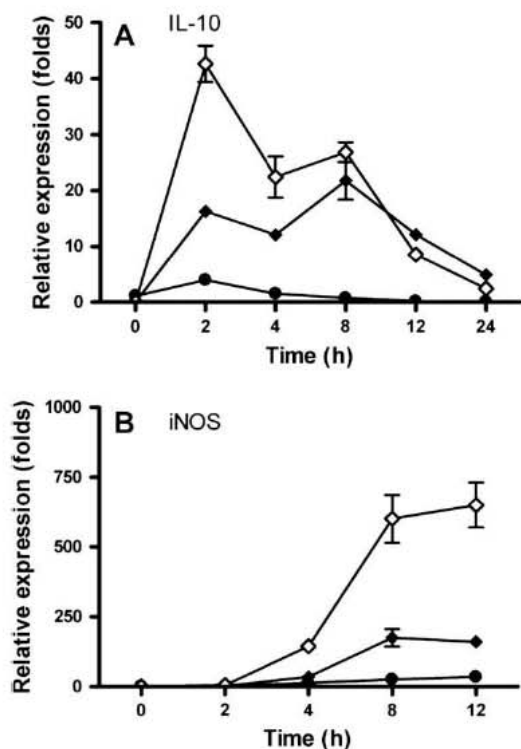 A IL-10
Relative expression (folds)
50
40
30
20
10
0
0 2 4 8 12 24
Time (h)
B iNOS
Relative expression (folds)
1000
750
500
250
0
0 2 4 8 12
Time (h)